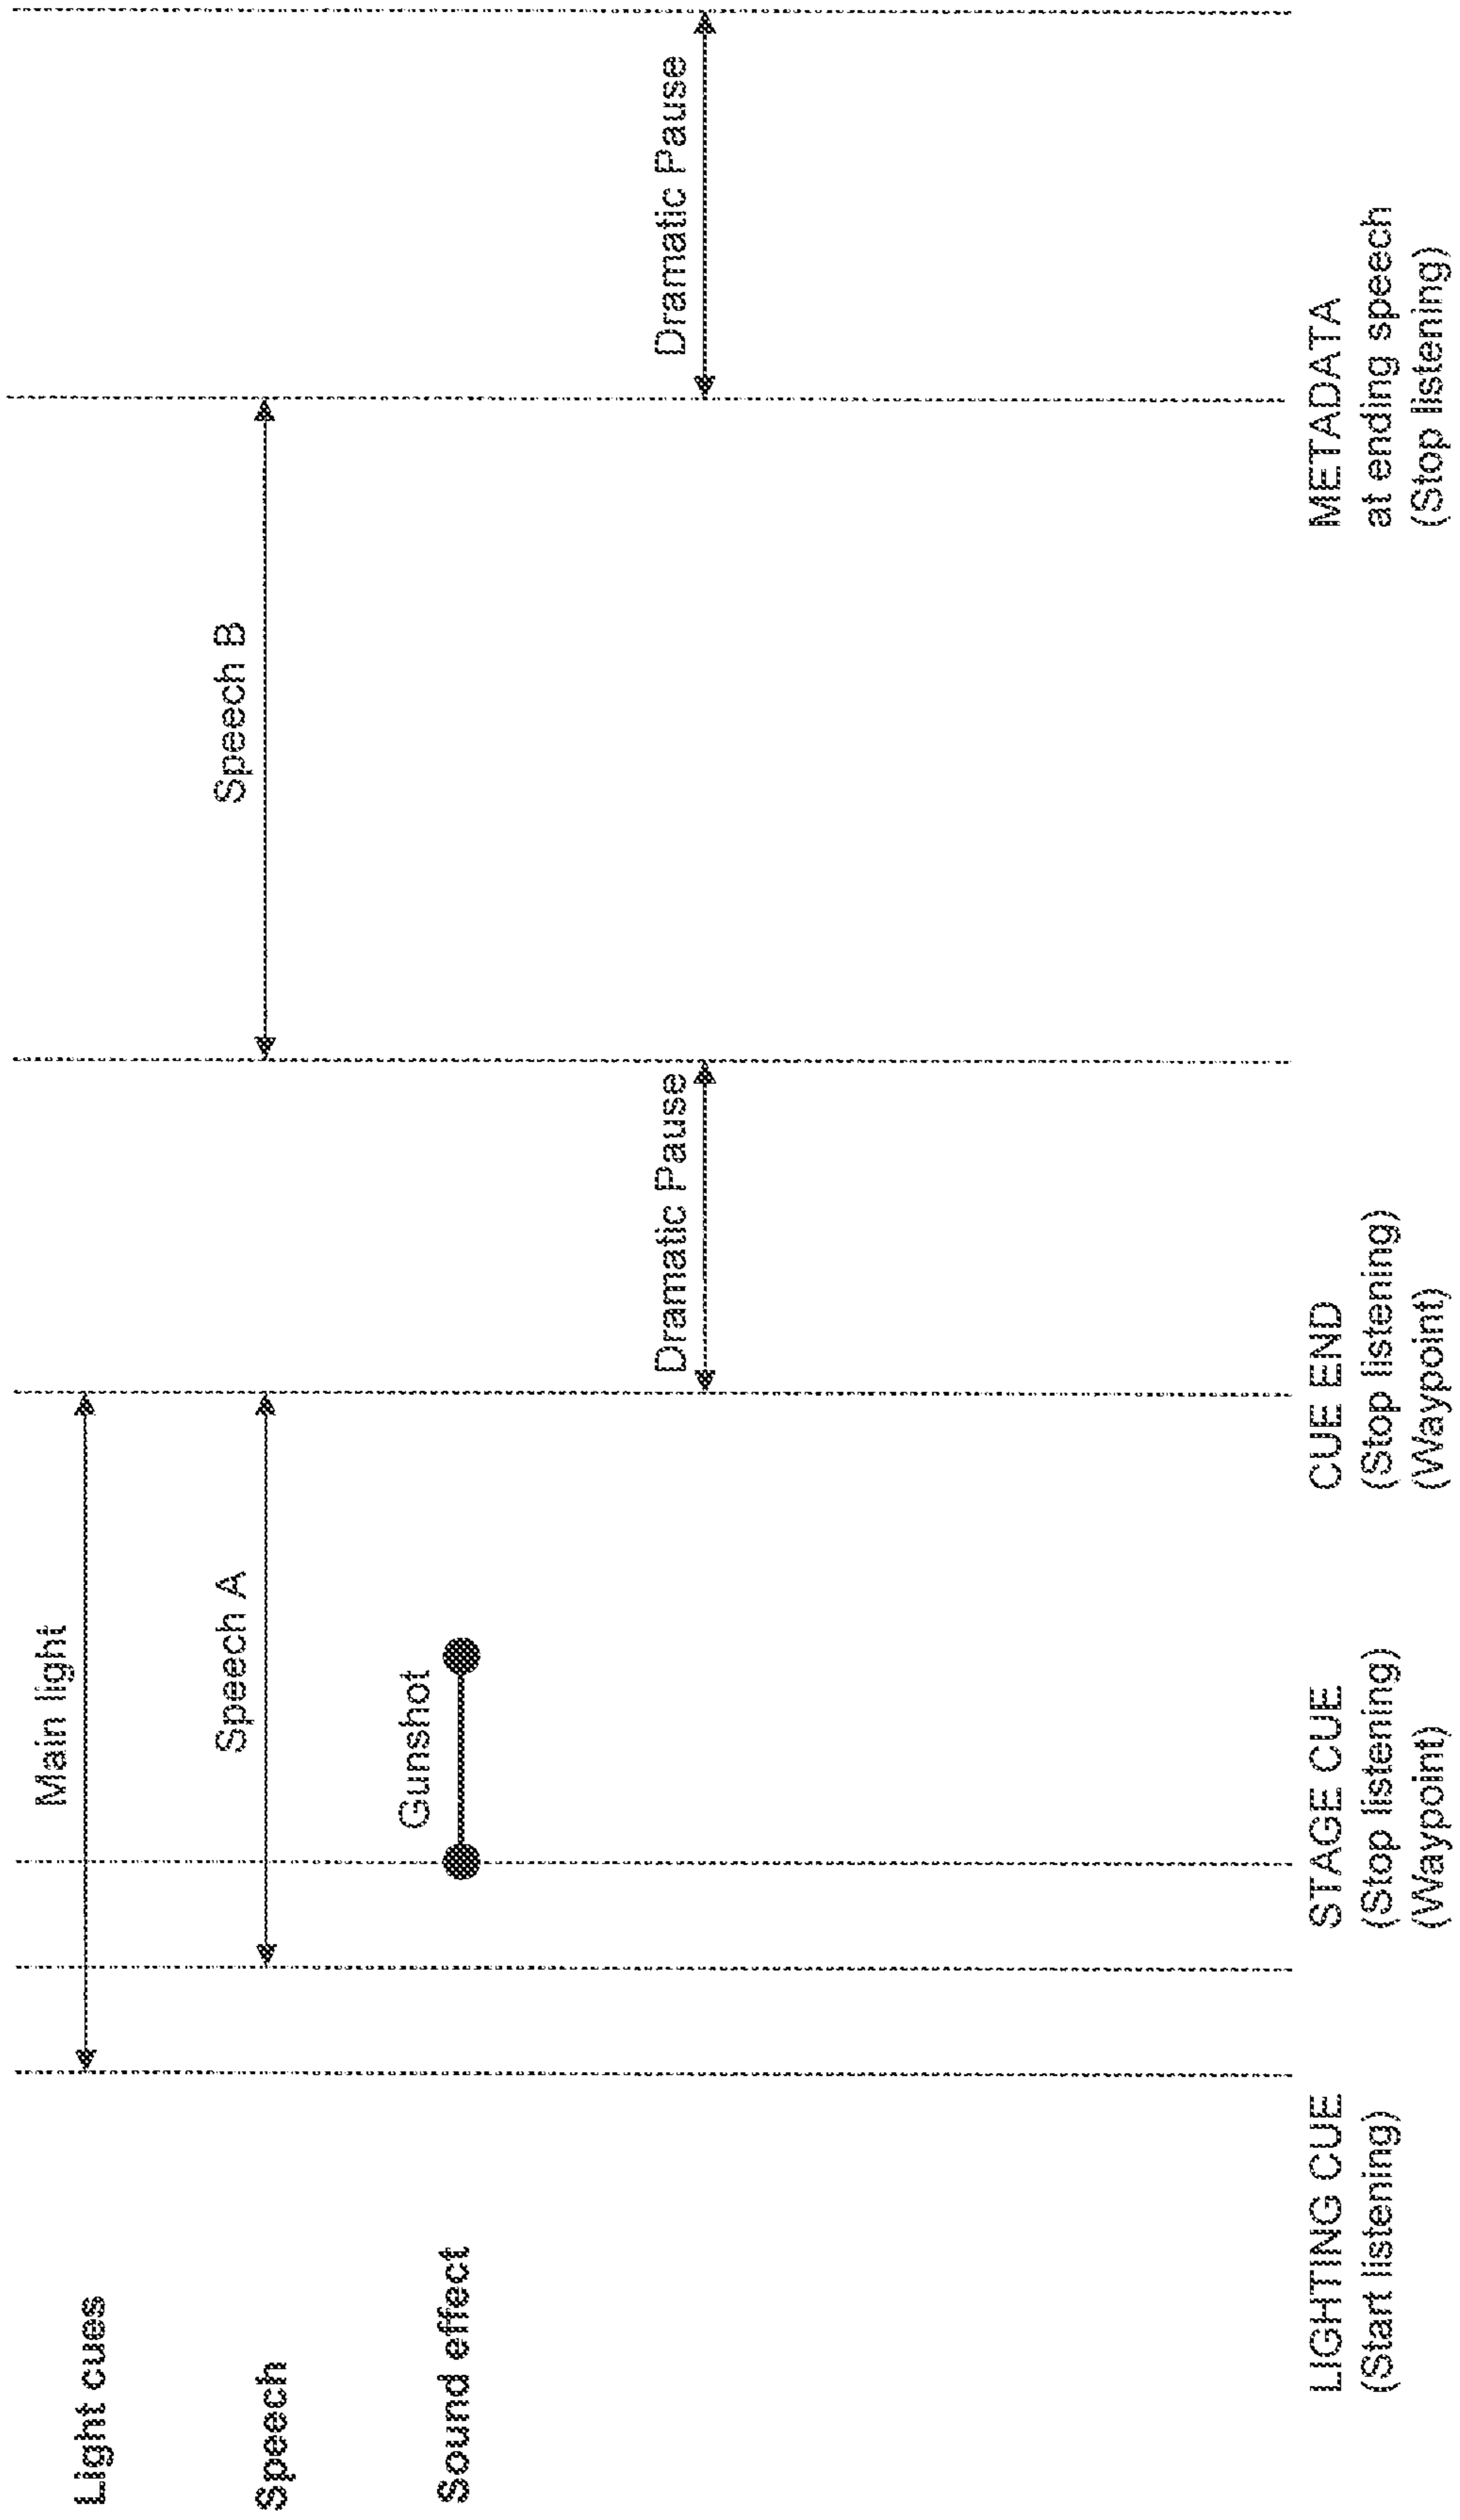 Light cues
Main light
Speech
Speech A
Speech B
Sound effect
Gunshot
Dramatic Pause
Dramatic Pause
LIGHTING CUE
(Start listening)
STAGE CUE
(Stop listening)
(Waypoint)
CUE END
(Stop listening)
(Waypoint)
METADATA
at ending speech
(Stop listening)